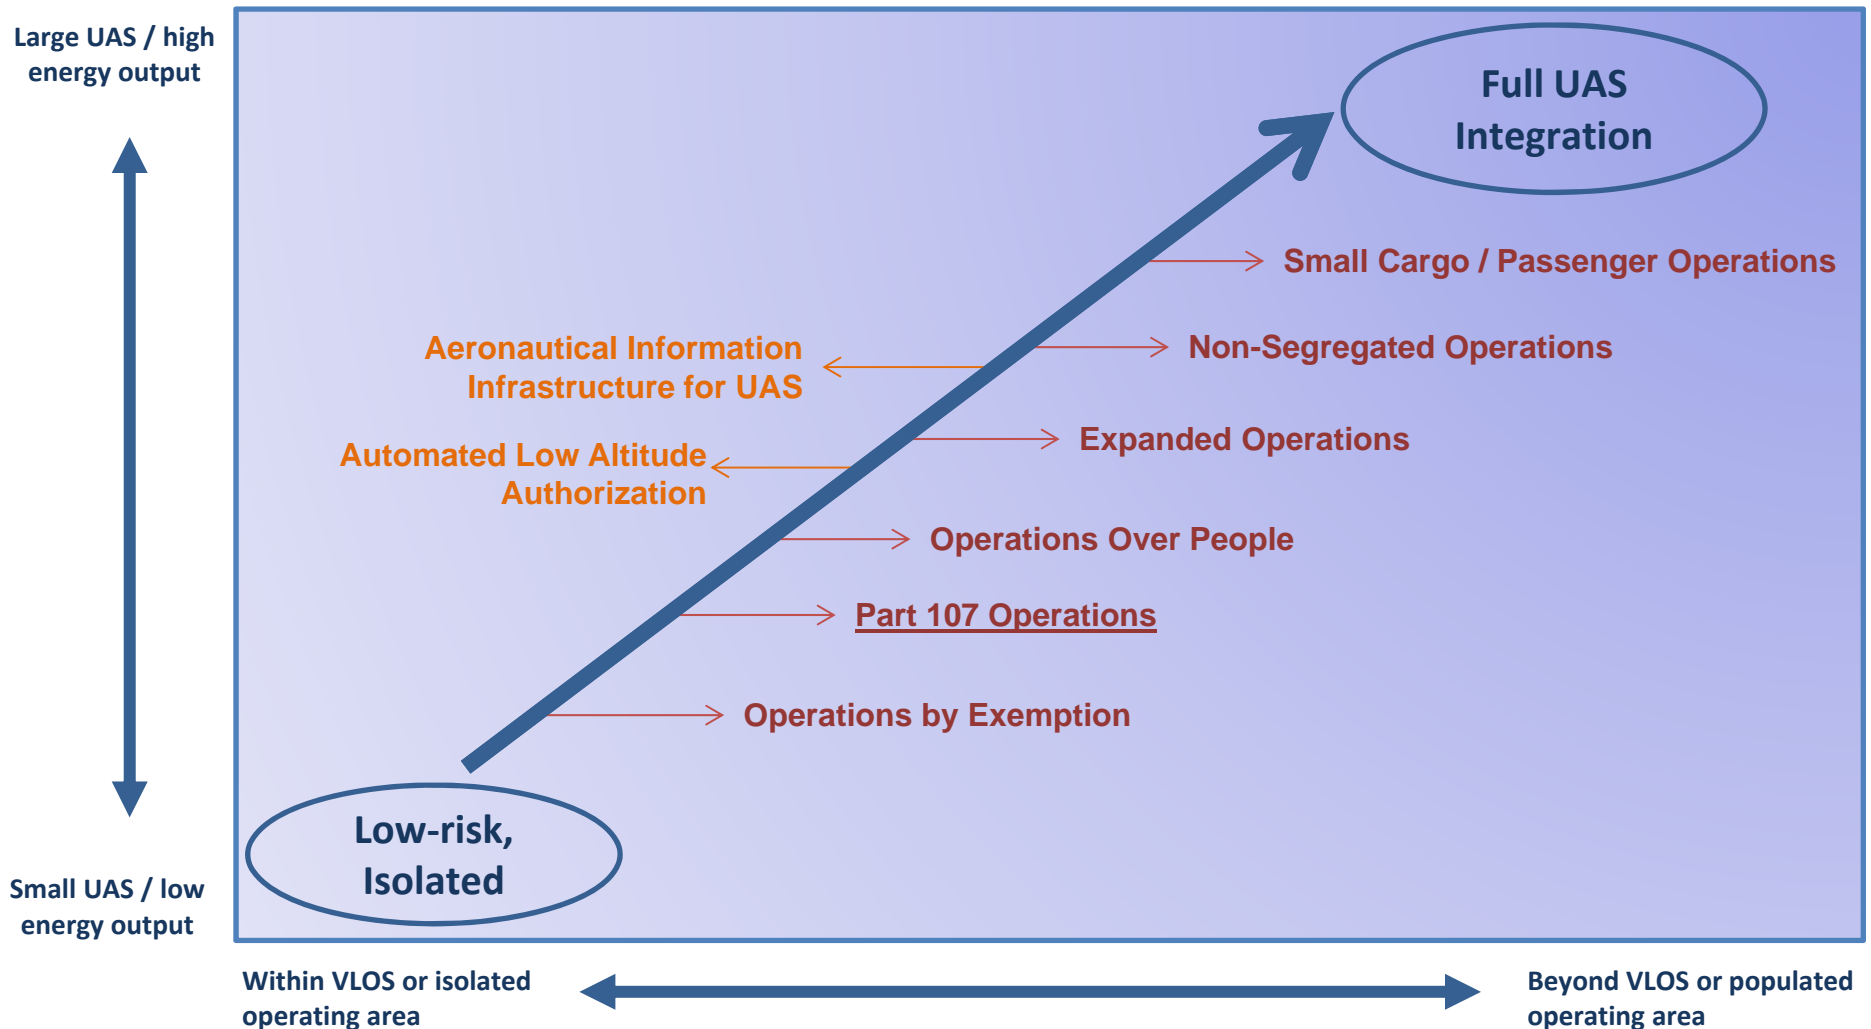 Large UAS / high
energy output
Full UAS
Integration
Small Cargo / Passenger Operations
Aeronautical Information
Infrastructure for UAS
Non-Segregated Operations
Expanded Operations
Automated Low Altitude
Authorization
Operations Over People
Part 107 Operations
Operations by Exemption
Low-risk,
Isolated
Small UAS / low
energy output
Within VLOS or isolated
operating area
Beyond VLOS or populated
operating area